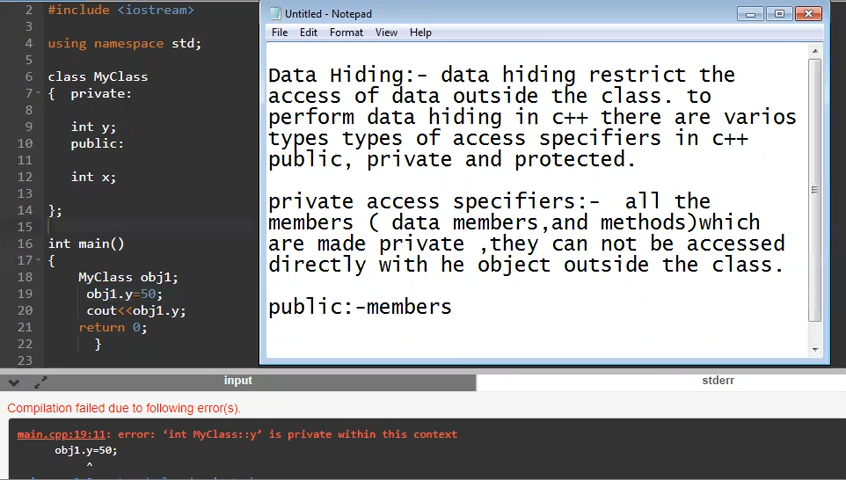 2 #include <iostream>
3
4 using namespace std;
5
6 class MyClass
7 { private:
8
9 int y;
10 public:
11
12 int x;
13
14 };
15
16 int main()
17 {
18 MyClass obj1;
19 obj1.y=50;
20 cout<<obj1.y;
21 return 0;
22 }
23
Untitled - Notepad
File Edit Format View Help
Data Hiding:- data hiding restrict the
access of data outside the class. to
perform data hiding in c++ there are varios
types types of access specifiers in c++
public, private and protected.
private access specifiers:- all the
members ( data members,and methods)which
are made private ,they can not be accessed
directly with he object outside the class.
public:-members
input stderr
Compilation failed due to following error(s).
main.cpp:19:11: error: ‘int MyClass::y’ is private within this context
obj1.y=50;
^